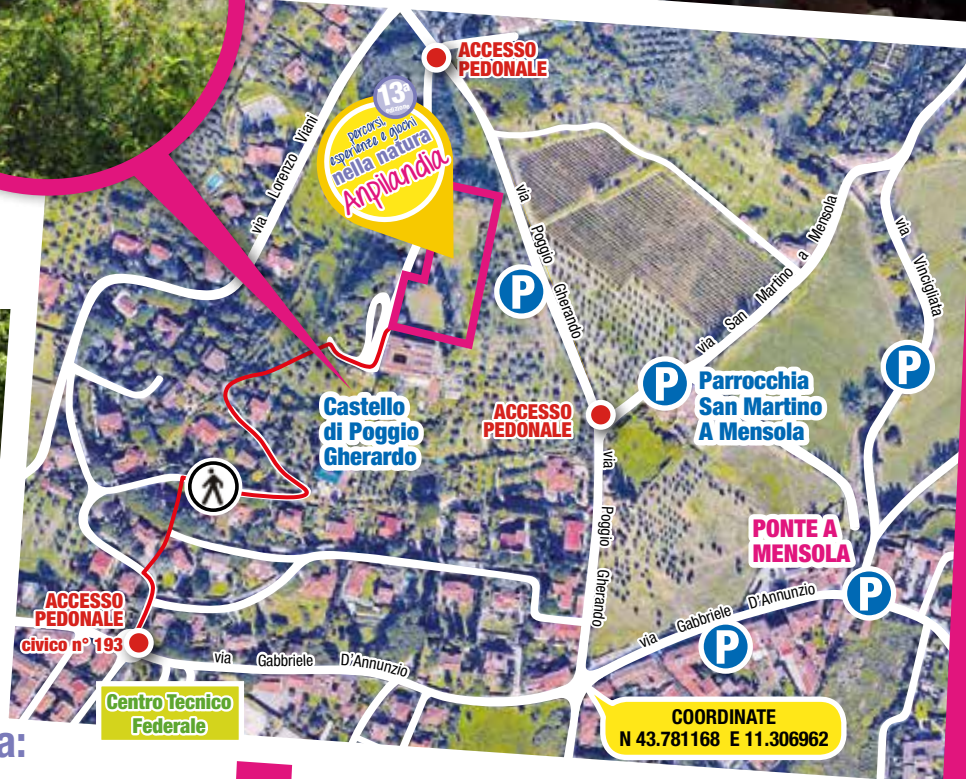 ACCESSO
PEDONALE
13ª
edizione
percorsi,
esperienze e giochi
nella natura
Anpilandia
via Lorenzo Viani
via Poggio Gherando
P
via San Martino a Mensola
via Vincigliata
P
P
Parrocchia
San Martino
A Mensola
Castello
di Poggio
Gherardo
ACCESSO
PEDONALE
via Poggio Gherando
PONTE A
MENSOLA
P
ACCESSO
PEDONALE
civico n° 193
via Gabbriele D'Annunzio
via Gabbriele D'Annunzio
P
Centro Tecnico
Federale
COORDINATE
N 43.781168 E 11.306962
a: